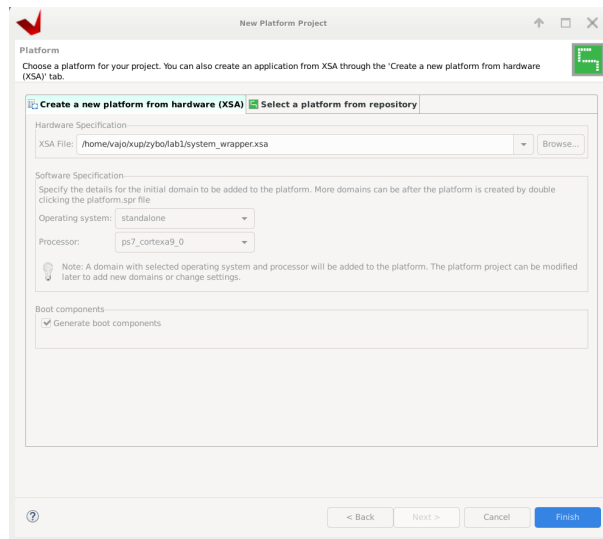 New Platform Project
Platform
Choose a platform for your project. You can also create an application from XSA through the 'Create a new platform from hardware
(XSA)' tab.
Create a new platform from hardware (XSA) Select a platform from repository
Hardware Specification
XSA File: /home/vajo/xup/zybo/lab1/system_wrapper.xsa Browse...
Software Specification
Specify the details for the initial domain to be added to the platform. More domains can be after the platform is created by double
clicking the platform.spr file
Operating system: standalone
Processor: ps7_cortexa9_0
Note: A domain with selected operating system and processor will be added to the platform. The platform project can be modified
later to add new domains or change settings.
Boot components
Generate boot components
? < Back Next > Cancel Finish